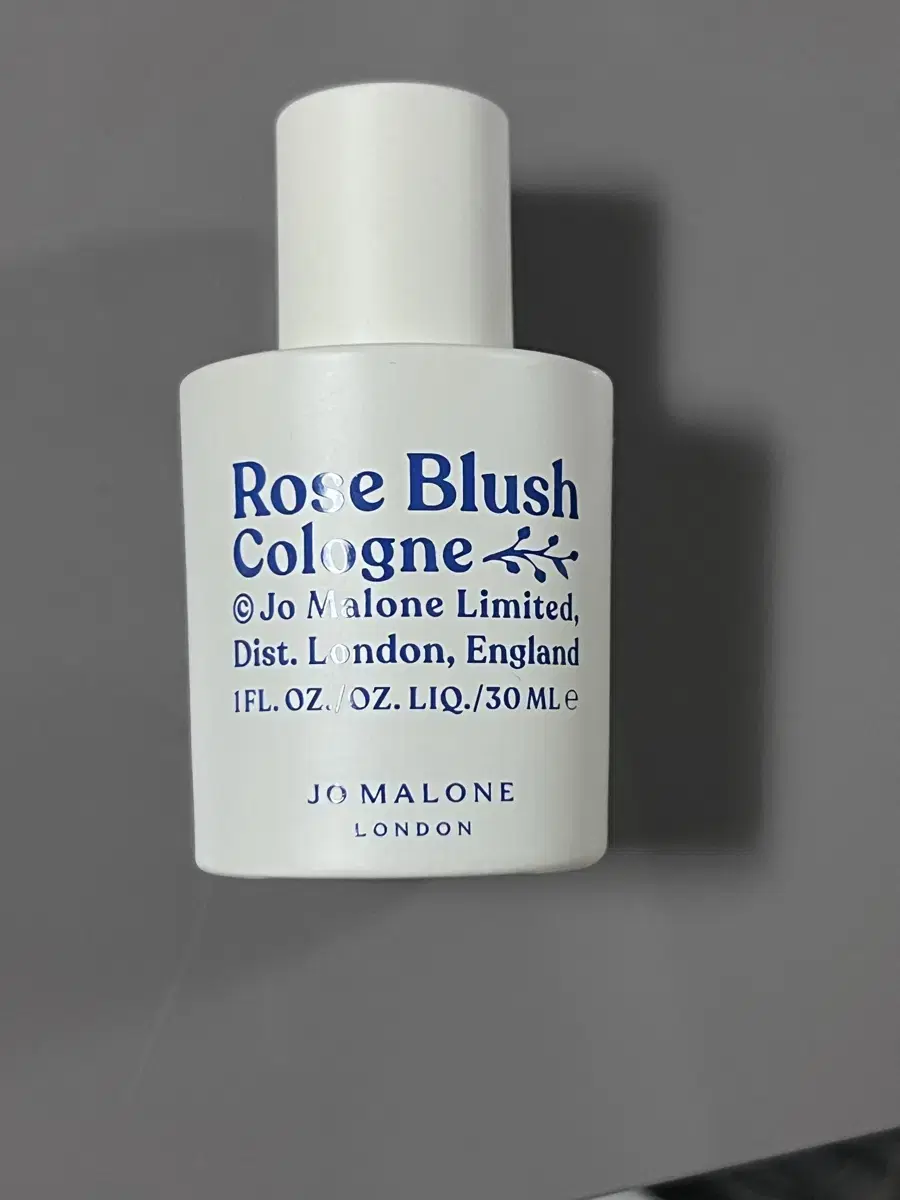 Rose Blush
Cologne
© Jo Malone Limited,
Dist. London, England
1FL. OZ./OZ. LIQ./30 ML e
JO MALONE
LONDON